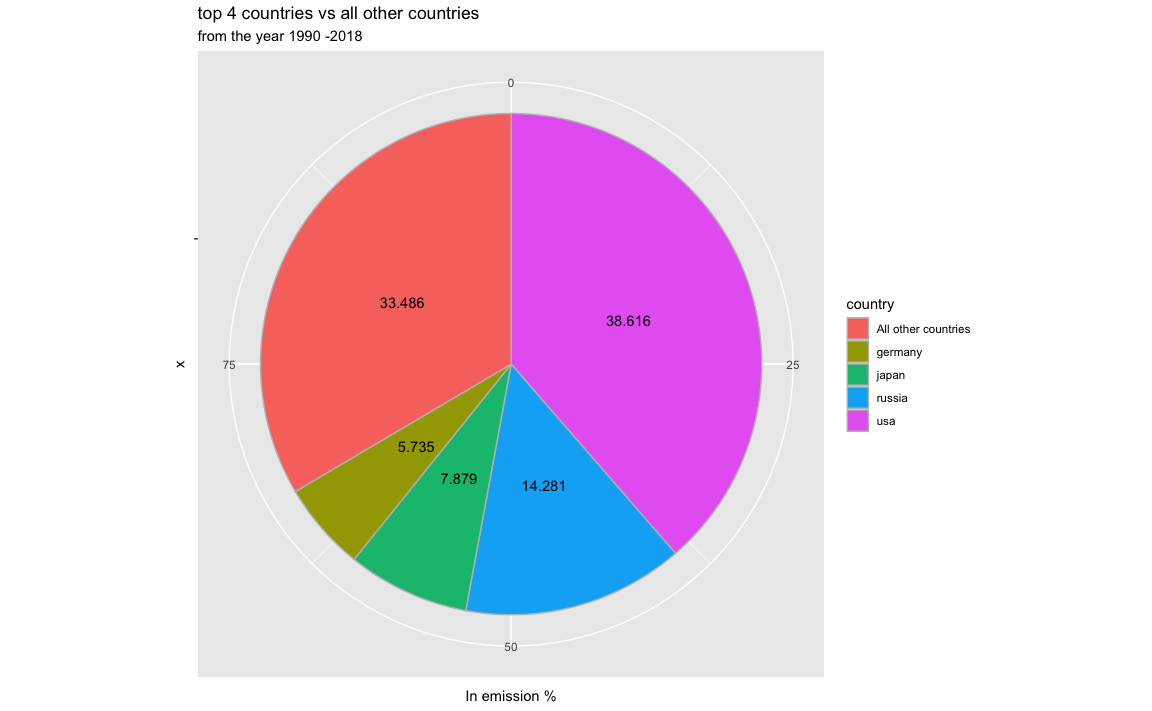 top 4 countries vs all other countries
from the year 1990 -2018
0
33.486
38.616
x
75
25
5.735
7.879
14.281
50
In emission %
country
All other countries
germany
japan
russia
usa